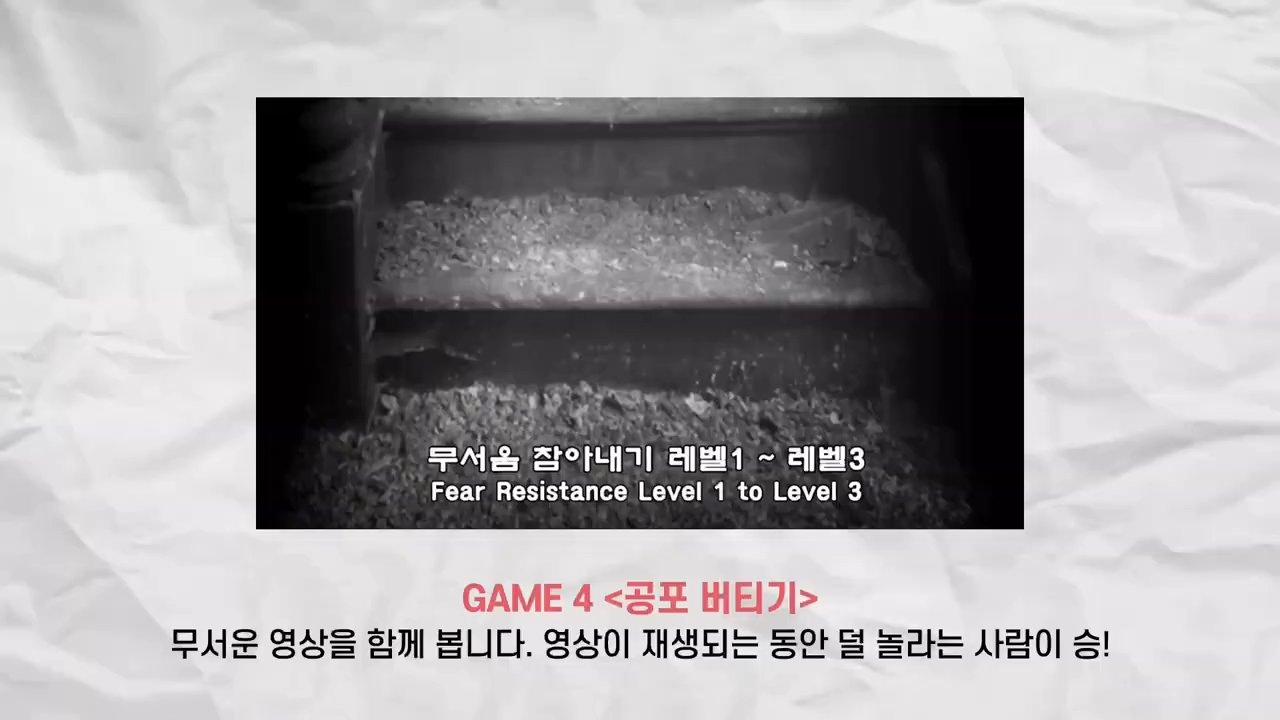 무서움 참아내기 레벨1 ~ 레벨3
Fear Resistance Level 1 to Level 3
GAME 4 <공포 버티기>
무서운 영상을 함께 봅니다. 영상이 재생되는 동안 덜 놀라는 사람이 승!